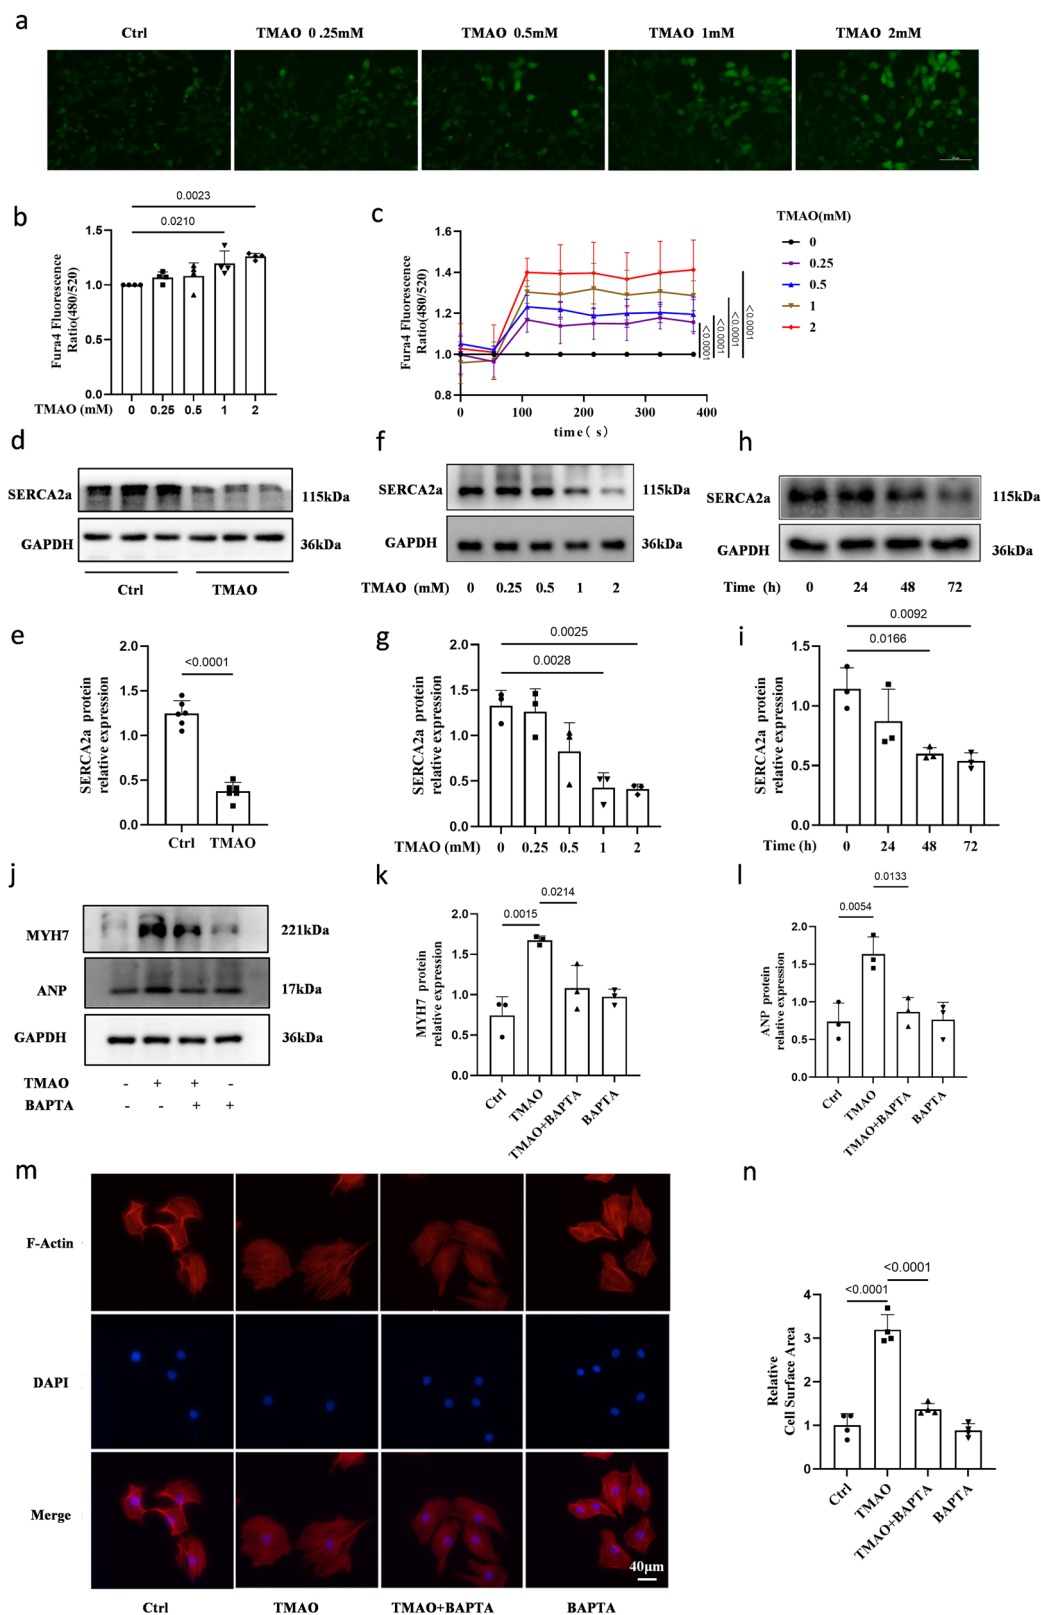 a
Ctrl TMAO 0 .25mM TMAO 0.5mM TMAO 1mM TMAO 2mM
b
0.0023
0.0210
Fura4 Fluorescence
Ratio(480/520)
1.5
1.0
0.5
0.0
TMAO (mM) 0 0.25 0.5 1 2
c
Fura4 Fluorescence
Ratio(480/520)
1.6
1.4
1.2
1.0
0.8
0 100 200 300 400
time( s)
<0.0001
<0.0001
<0.0001
<0.0001
TMAO(mM)
0
0.25
0.5
1
2
d
SERCA2a 115kDa
GAPDH 36kDa
Ctrl TMAO
f
SERCA2a 115kDa
GAPDH 36kDa
TMAO (mM) 0 0.25 0.5 1 2
h
SERCA2a 115kDa
GAPDH 36kDa
Time (h) 0 24 48 72
e
SERCA2a protein
relative expression
2.0
1.5
1.0
0.5
0.0
<0.0001
Ctrl TMAO
g
SERCA2a protein
relative expression
2.0
1.5
1.0
0.5
0.0
0.0025
0.0028
TMAO (mM) 0 0.25 0.5 1 2
i
SERCA2a protein
relative expression
1.5
1.0
0.5
0.0
0.0092
0.0166
Time (h) 0 24 48 72
j
MYH7 221kDa
ANP 17kDa
GAPDH 36kDa
TMAO - + + -
BAPTA - - + +
k
MYH7 protein
relative expression
2.0
1.5
1.0
0.5
0.0
0.0214
0.0015
Ctrl TMAO TMAO+BAPTA BAPTA
l
ANP protein
relative expression
2.0
1.5
1.0
0.5
0.0
0.0133
0.0054
Ctrl TMAO TMAO+BAPTA BAPTA
m
F-Actin
DAPI
Merge
40μm
Ctrl TMAO TMAO+BAPTA BAPTA
n
Relative
Cell Surface Area
4
3
2
1
0
<0.0001
<0.0001
Ctrl TMAO TMAO+BAPTA BAPTA